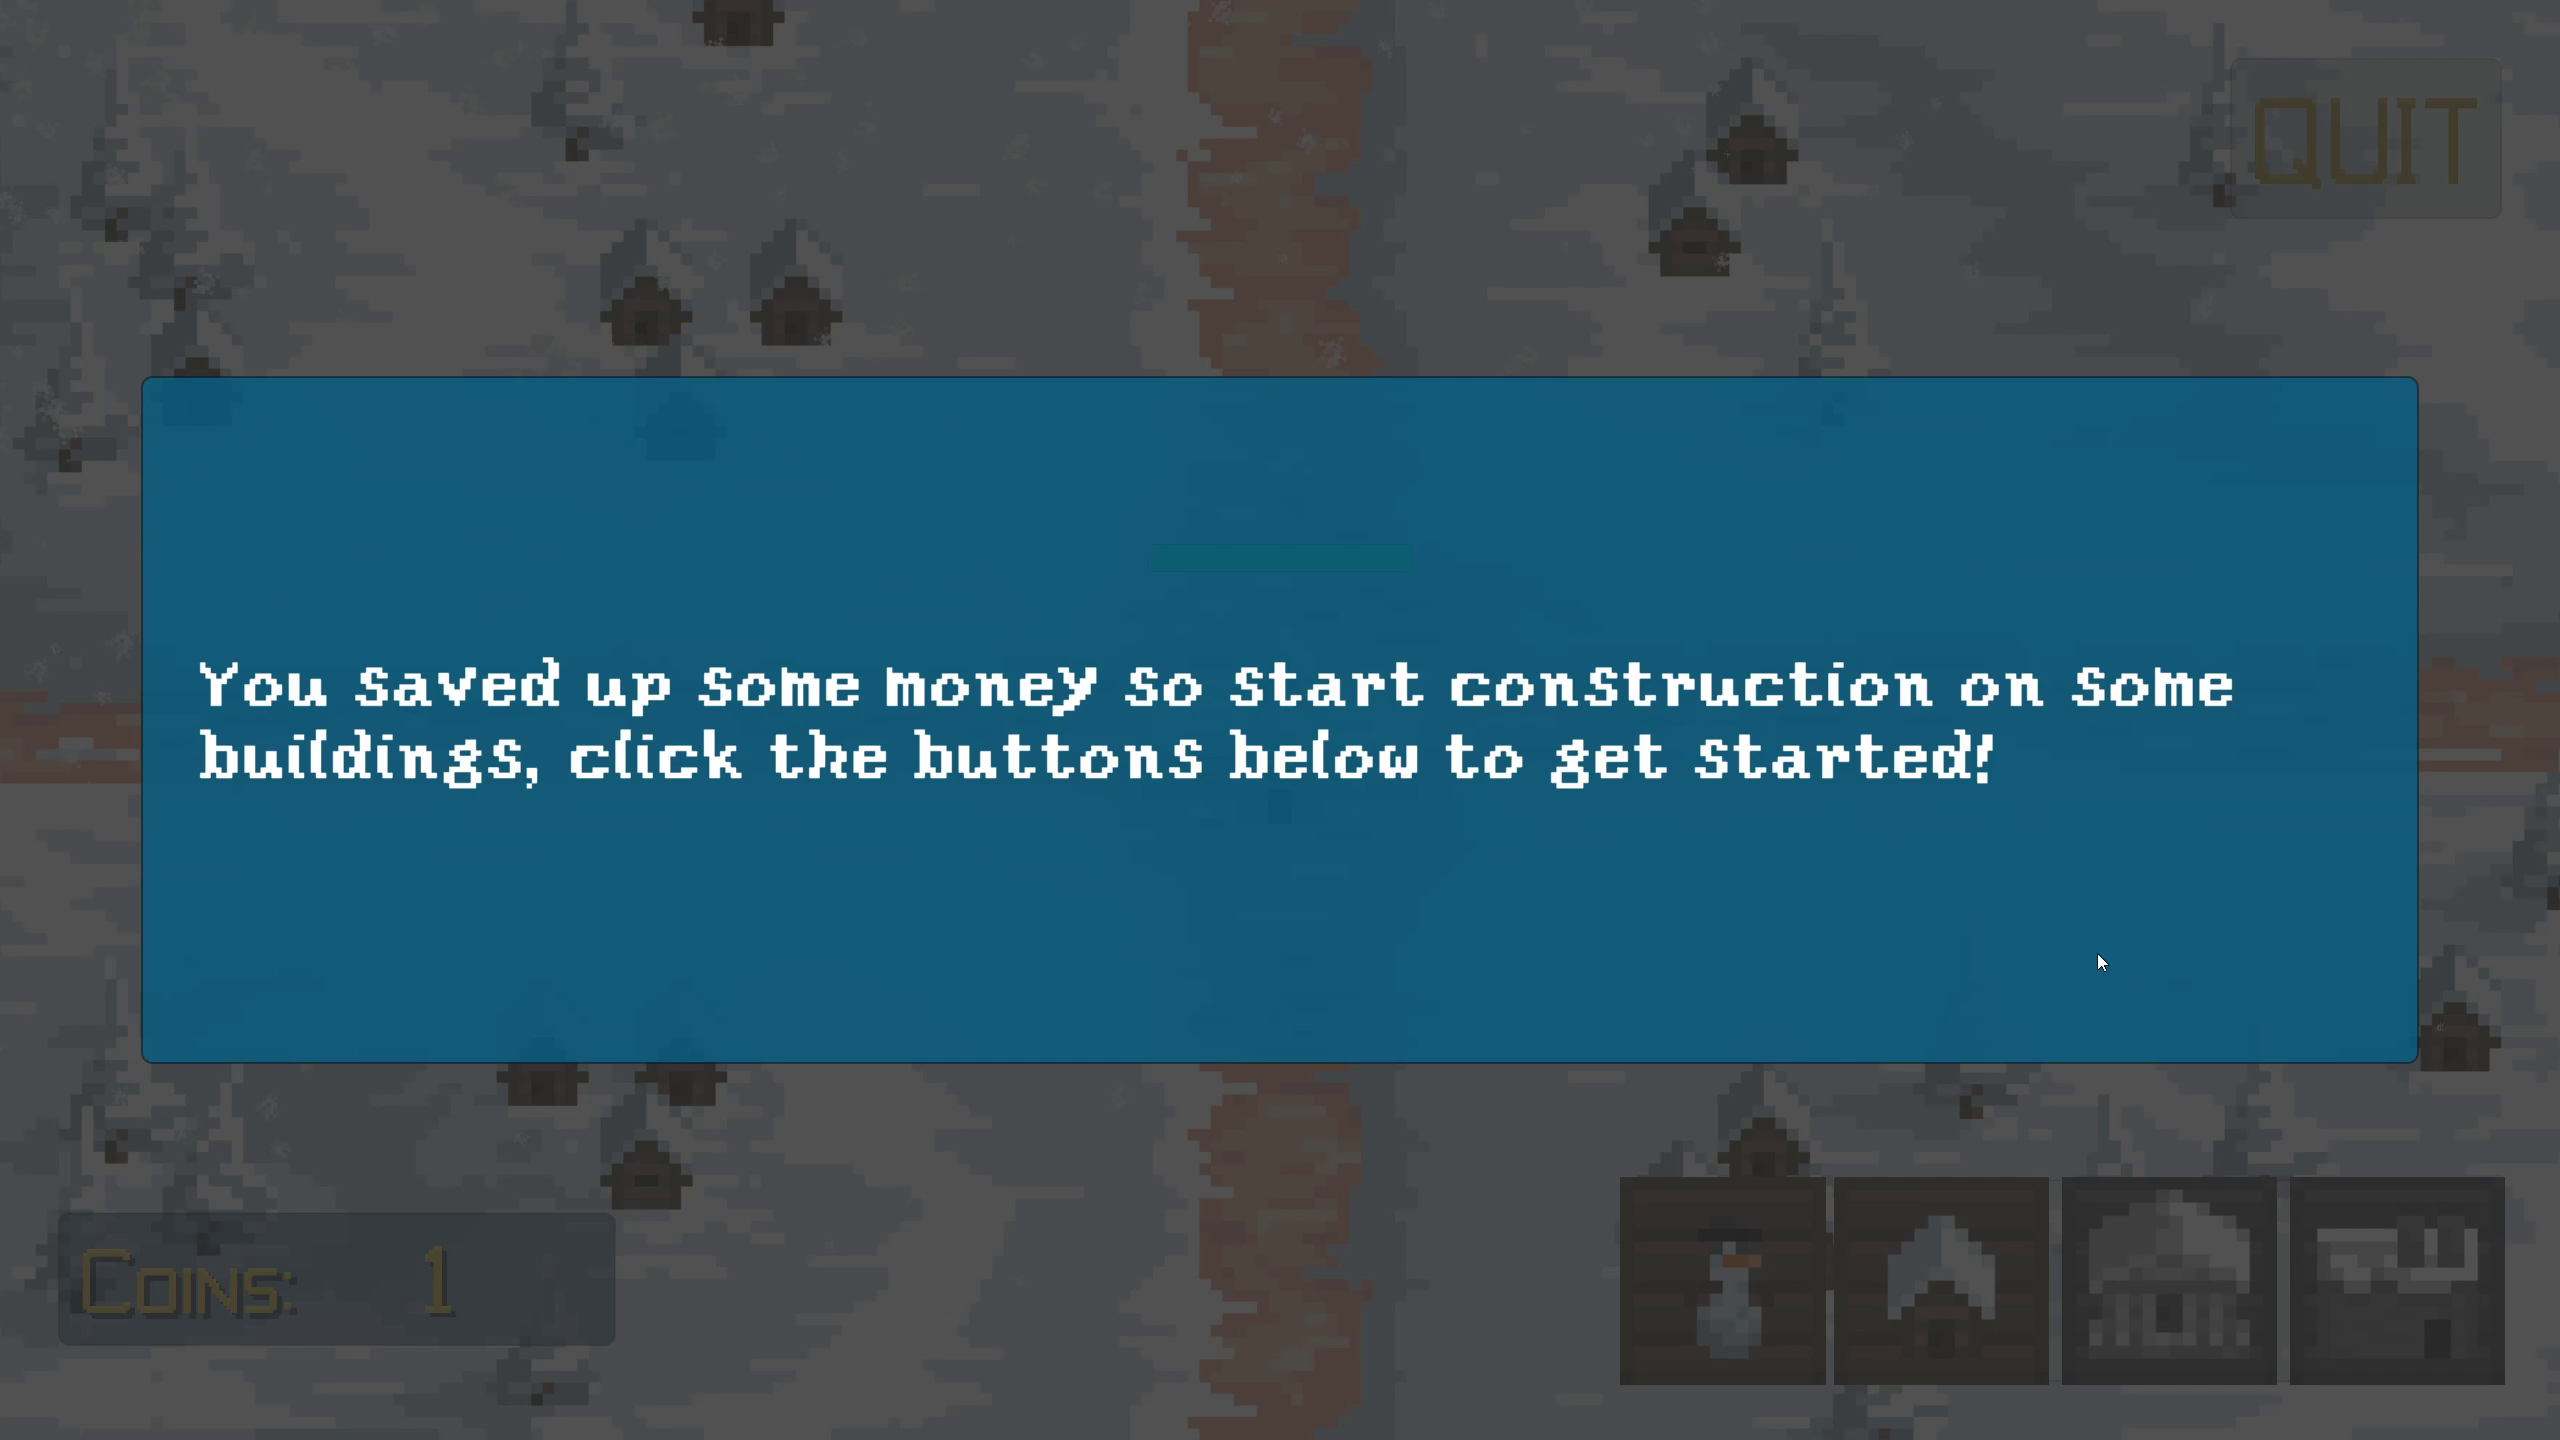 QUIT
You saved up some money so start construction on some
buildings, click the buttons below to get started!
Coins: 1